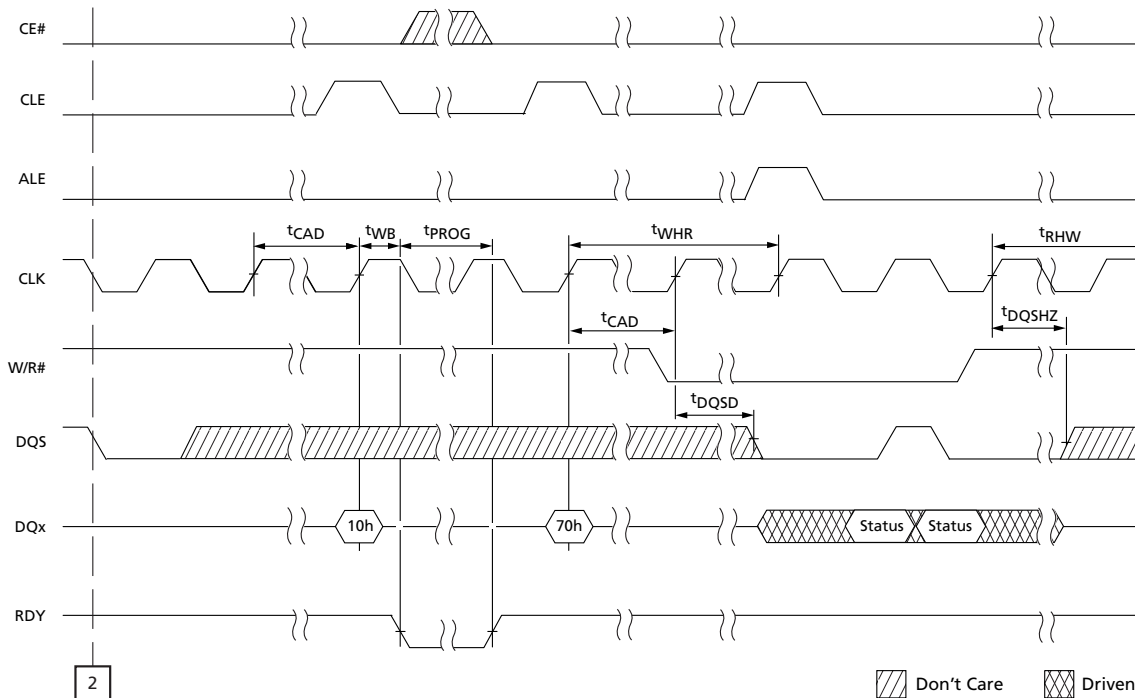 CE#
CLE
ALE
tCAD tWB tPROG tWHR tRHW
CLK
tCAD tDQSHZ
W/R#
tDQSD
DQS
DQx 10h 70h Status Status
RDY
2 Don't Care Driven